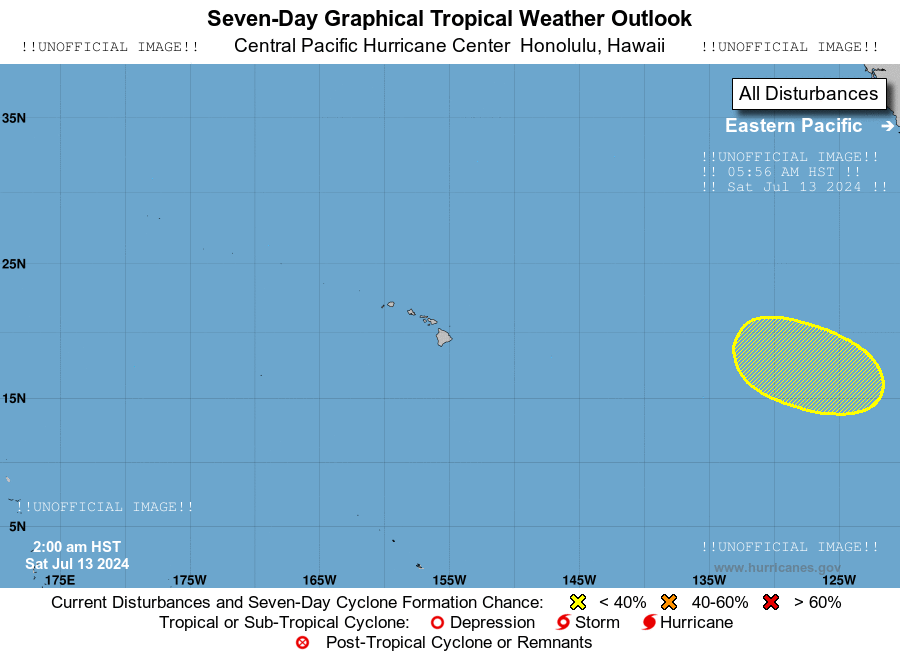 Seven-Day Graphical Tropical Weather Outlook
!!UNOFFICIAL IMAGE!! Central Pacific Hurricane Center Honolulu, Hawaii !!UNOFFICIAL IMAGE!!
All Disturbances
35N
Eastern Pacific
!!UNOFFICIAL IMAGE!!
!! 05:56 AM HST !!
!! Sat Jul 13 2024 !!
25N
15N
!!UNOFFICIAL IMAGE!!
5N
2:00 am HST
Sat Jul 13 2024
!!UNOFFICIAL IMAGE!!
www.hurricanes.gov
175E 175W 165W 155W 145W 135W 125W
Current Disturbances and Seven-Day Cyclone Formation Chance: < 40% 40-60% > 60%
Tropical or Sub-Tropical Cyclone: Depression Storm Hurricane
Post-Tropical Cyclone or Remnants